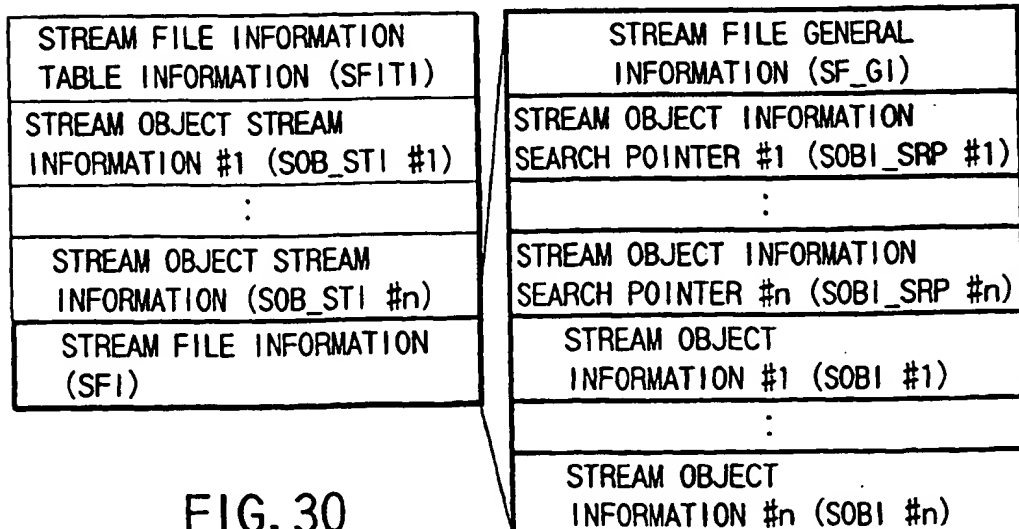 STREAM FILE INFORMATION
TABLE INFORMATION (SFITI)
STREAM OBJECT STREAM
INFORMATION #1 (SOB_STI #1)
:
STREAM OBJECT STREAM
INFORMATION (SOB_STI #n)
STREAM FILE INFORMATION
(SFI)
STREAM FILE GENERAL
INFORMATION (SF_GI)
STREAM OBJECT INFORMATION
SEARCH POINTER #1 (SOBI_SRP #1)
:
STREAM OBJECT INFORMATION
SEARCH POINTER #n (SOBI_SRP #n)
STREAM OBJECT
INFORMATION #1 (SOBI #1)
:
STREAM OBJECT
INFORMATION #n (SOBI #n)
FIG. 30